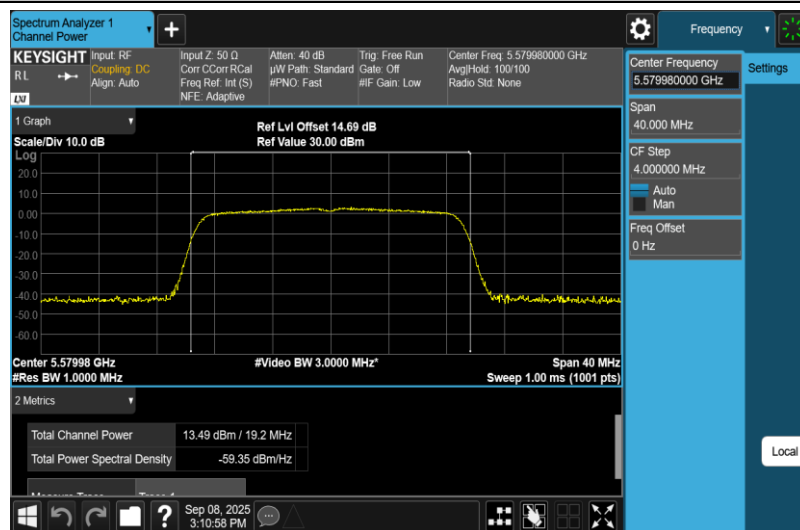 Spectrum Analyzer 1
Channel Power
Frequency
KEYSIGHT
RL
LXI
Input: RF
Coupling: DC
Align: Auto
Input Z: 50 Ω
Corr CCorr RCal
Freq Ref: Int (S)
NFE: Adaptive
Atten: 40 dB
µW Path: Standard
#PNO: Fast
Trig: Free Run
Gate: Off
#IF Gain: Low
Center Freq: 5.579980000 GHz
Avg|Hold: 100/100
Radio Std: None
1 Graph
Scale/Div 10.0 dB
Ref Lvl Offset 14.69 dB
Ref Value 30.00 dBm
Log
20.0
10.0
0.00
-10.0
-20.0
-30.0
-40.0
-50.0
-60.0
Center 5.57998 GHz
#Res BW 1.0000 MHz
#Video BW 3.0000 MHz*
Span 40 MHz
Sweep 1.00 ms (1001 pts)
2 Metrics
Total Channel Power 13.49 dBm / 19.2 MHz
Total Power Spectral Density -59.35 dBm/Hz
Center Frequency
5.579980000 GHz
Span
40.000 MHz
CF Step
4.000000 MHz
Auto
Man
Freq Offset
0 Hz
Settings
Local
?
Sep 08, 2025
3:10:58 PM